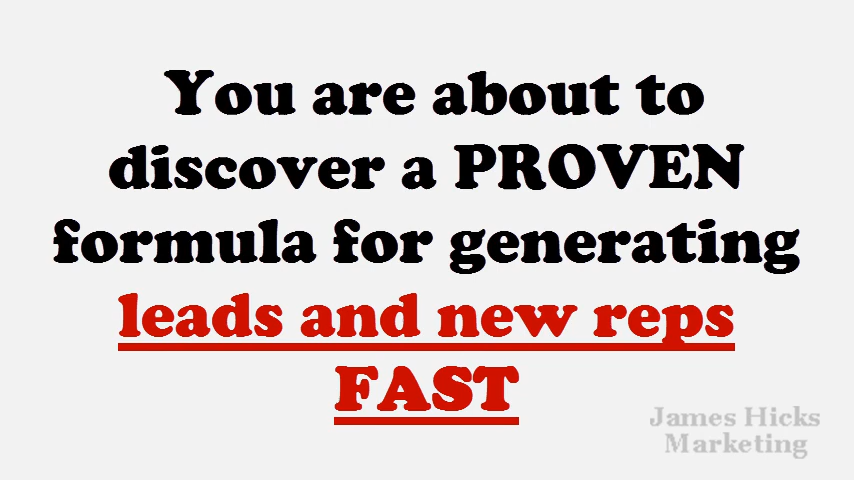 You are about to
discover a PROVEN
formula for generating
leads and new reps
FAST
James Hicks
Marketing